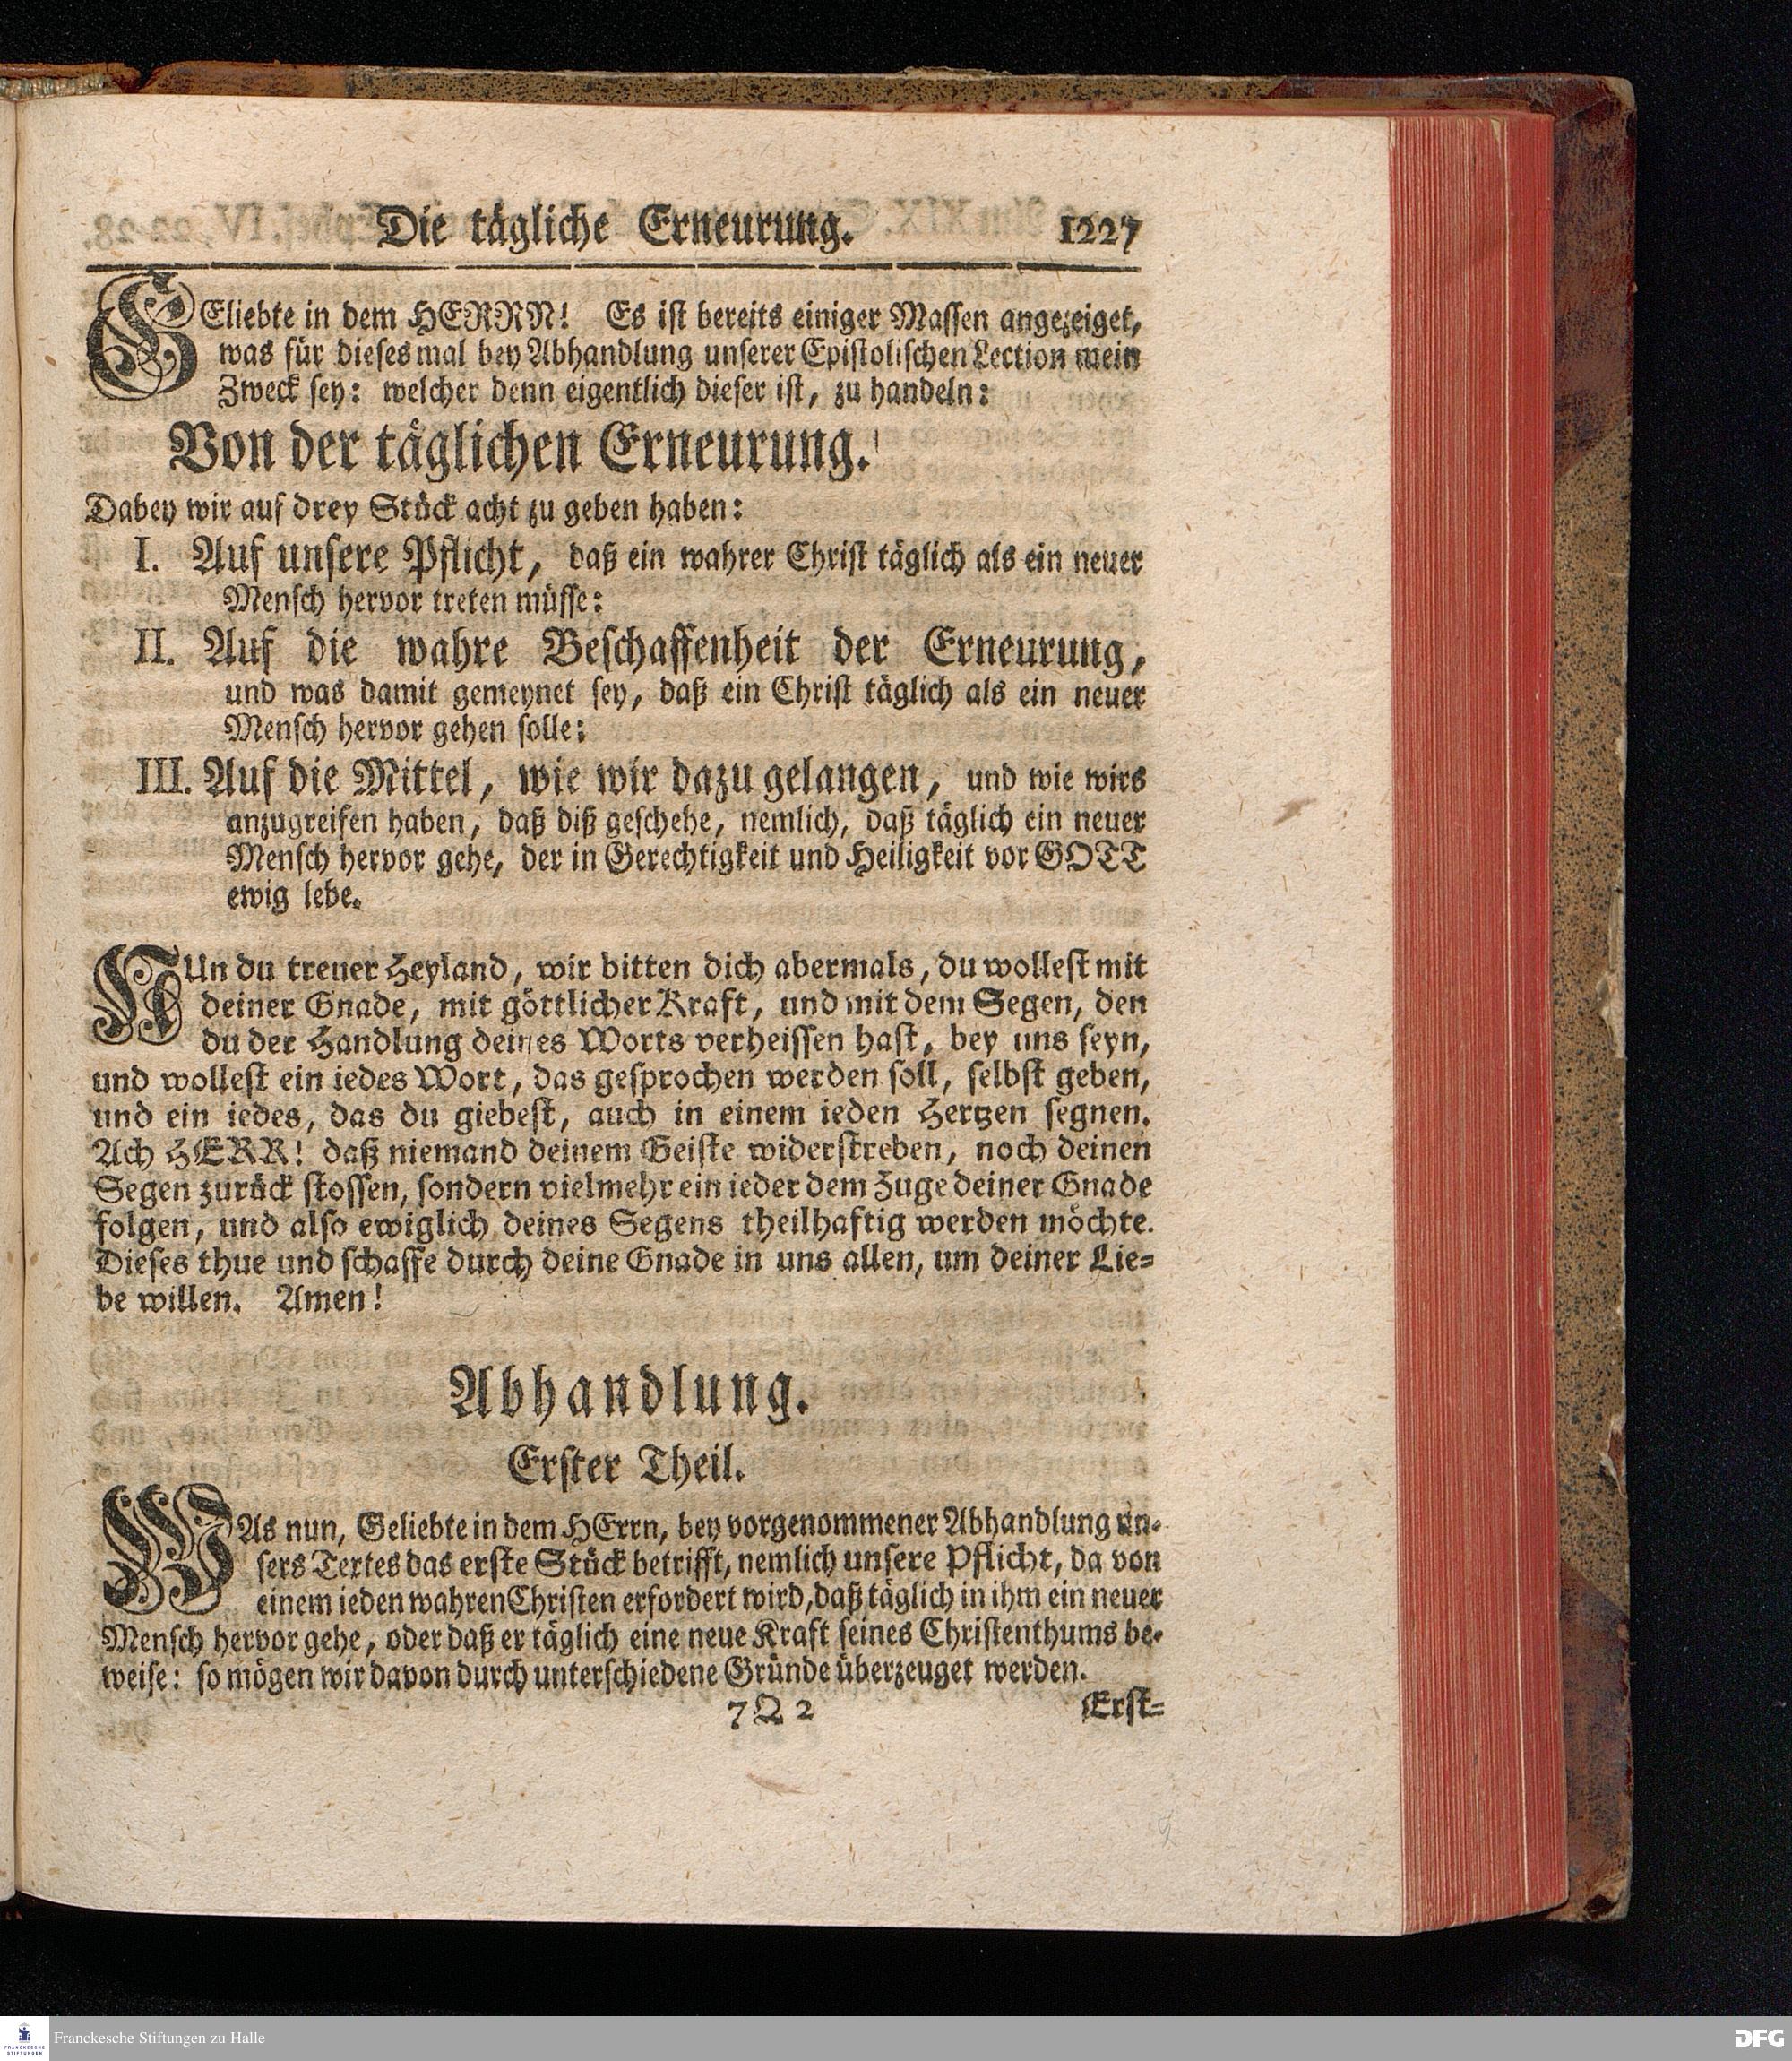 Die tägliche Erneurung. 1227
GEliebte in dem HERRN! Es ist bereits einiger Massen angezeiget,
was für dieses mal bey Abhandlung unserer Epistolischen Lection mein
Zweck sey: welcher denn eigentlich dieser ist, zu handeln:
Von der täglichen Erneurung.
Dabey wir auf drey Stück acht zu geben haben:
I. Auf unsere Pflicht, daß ein wahrer Christ täglich als ein neuer
Mensch hervor treten müsse:
II. Auf die wahre Beschaffenheit der Erneurung,
und was damit gemeynet sey, daß ein Christ täglich als ein neuer
Mensch hervor gehen solle:
III. Auf die Mittel, wie wir dazu gelangen, und wie wirs
anzugreifen haben, daß diß geschehe, nemlich, daß täglich ein neuer
Mensch hervor gehe, der in Gerechtigkeit und Heiligkeit vor GOTT
ewig lebe.
NUn du treuer Heyland, wir bitten dich abermals, du wollest mit
deiner Gnade, mit göttlicher Kraft, und mit dem Segen, den
du der Handlung deines Worts verheissen hast, bey uns seyn,
und wollest ein iedes Wort, das gesprochen werden soll, selbst geben,
und ein iedes, das du giebest, auch in einem ieden Hertzen segnen.
Ach HERR! daß niemand deinem Geiste widerstreben, noch deinen
Segen zurück stossen, sondern vielmehr ein ieder dem Zuge deiner Gnade
folgen, und also ewiglich deines Segens theilhaftig werden möchte.
Dieses thue und schaffe durch deine Gnade in uns allen, um deiner Lie-
be willen. Amen!
Abhandlung.
Erster Theil.
WAs nun, Geliebte in dem HErrn, bey vorgenommener Abhandlung un-
sers Textes das erste Stück betrifft, nemlich unsere Pflicht, da von
einem ieden wahren Christen erfordert wird, daß täglich in ihm ein neuer
Mensch hervor gehe, oder daß er täglich eine neue Kraft seines Christenthums be-
weise: so mögen wir davon durch unterschiedene Gründe überzeuget werden.
7 Q 2 Erst-
Franckesche Stiftungen zu Halle
FRANCKESCHE STIFTUNGEN
DFG